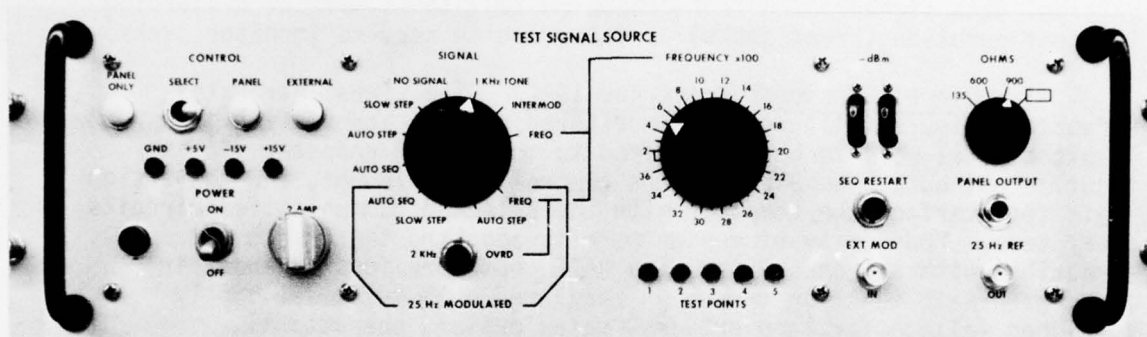 TEST SIGNAL SOURCE
CONTROL
PANEL ONLY
SELECT
PANEL
EXTERNAL
GND
+5V
-15V
+15V
POWER
ON
OFF
2 AMP
SIGNAL
NO SIGNAL
1 KHz TONE
SLOW STEP
INTERMOD
AUTO STEP
FREQ
AUTO SEQ
AUTO SEQ
FREQ
SLOW STEP
AUTO STEP
2 KHz
OVRD
25 Hz MODULATED
FREQUENCY x100
10 12
8 14
6 16
4 18
2 20
36 22
34 24
32 26
30 28
1 2 3 4 5
TEST POINTS
-dBm
0 0
SEQ RESTART
EXT MOD
IN
OHMS
600 900
135
PANEL OUTPUT
25 Hz REF
OUT